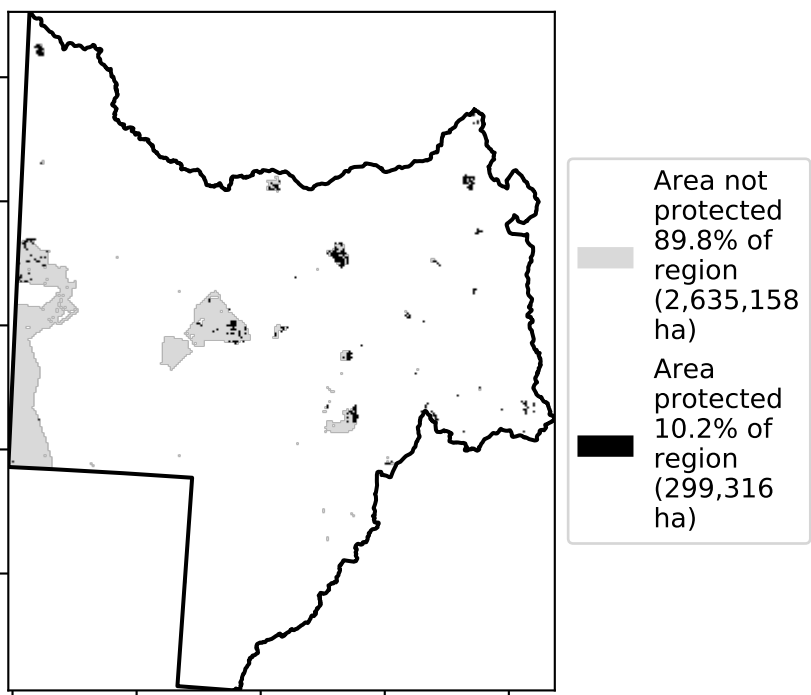 Area not
protected
89.8% of
region
(2,635,158
ha)
Area
protected
10.2% of
region
(299,316
ha)